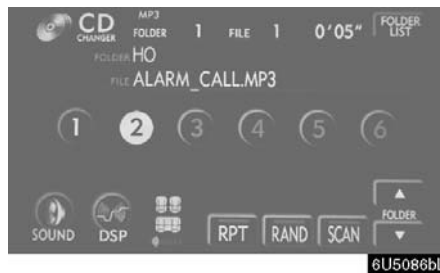 MP3
CD CHANGER FOLDER 1 FILE 1 0'05" FOLDER LIST
FOLDER HO
FILE ALARM_CALL.MP3
1 2 3 4 5 6
FOLDER
SOUND DSP RPT RAND SCAN
6U5086bl